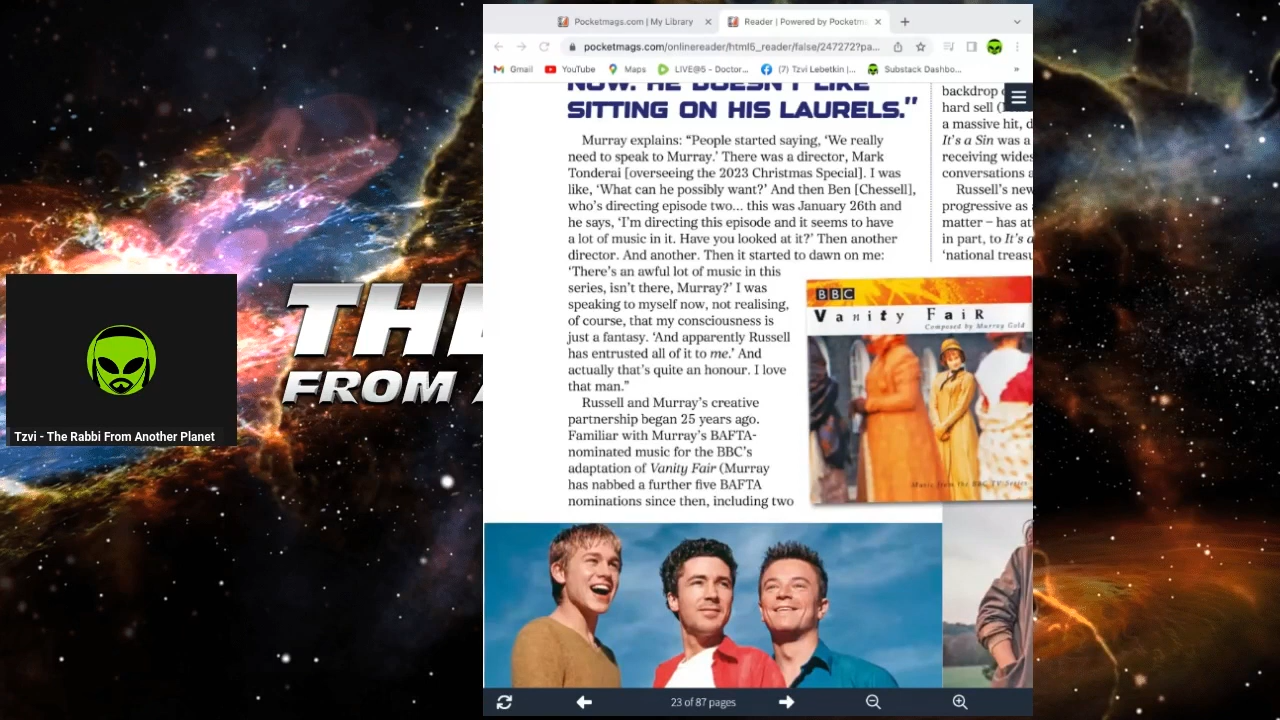 Pocketmags.com | My Library
Reader | Powered by Pocketm
pocketmags.com/onlinereader/html5_reader/false/247272?pa...
Gmail
YouTube
Maps
LIVE@5 - Doctor...
(7) Tzvi Lebetkin |...
Substack Dashbo...
»
NOW. HE DOESN'T LIKE
SITTING ON HIS LAURELS."
Murray explains: “People started saying, ‘We really
need to speak to Murray.’ There was a director, Mark
Tonderai [overseeing the 2023 Christmas Special]. I was
like, ‘What can he possibly want?’ And then Ben [Chessell],
who’s directing episode two... this was January 26th and
he says, ‘I’m directing this episode and it seems to have
a lot of music in it. Have you looked at it?’ Then another
director. And another. Then it started to dawn on me:
‘There’s an awful lot of music in this
series, isn’t there, Murray?’ I was
speaking to myself now, not realising,
of course, that my consciousness is
just a fantasy. ‘And apparently Russell
has entrusted all of it to me.’ And
actually that’s quite an honour. I love
that man.”
Russell and Murray’s creative
partnership began 25 years ago.
Familiar with Murray’s BAFTA-
nominated music for the BBC’s
adaptation of Vanity Fair (Murray
has nabbed a further five BAFTA
nominations since then, including two
backdrop
hard sell
a massive hit, d
It’s a Sin was a
receiving wides
conversations a
Russell’s new
progressive as
matter – has at
in part, to It’s a
‘national treasu
BBC
Vanity FaiR
Composed by Murray Gold
Music from the BBC TV Series
23 of 87 pages
THE
FROM A
Tzvi - The Rabbi From Another Planet